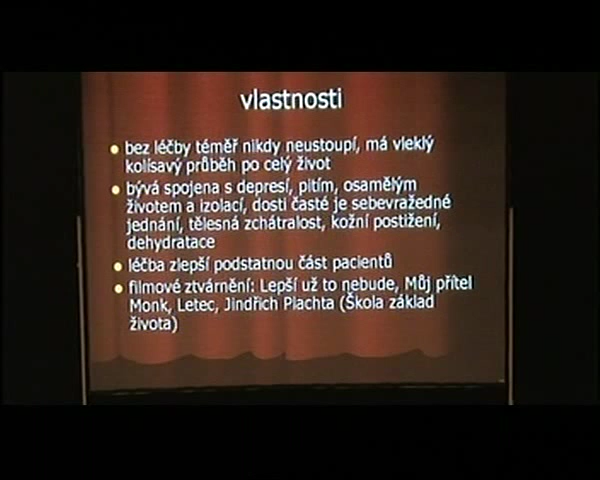 vlastnosti
bez léčby téměř nikdy neustoupí, má vleklý
kolísavý průběh po celý život
bývá spojena s depresí, pitím, osamělým
životem a izolací, dosti časté je sebevražedné
jednání, tělesná zchátralost, kožní postižení,
dehydratace
léčba zlepší podstatnou část pacientů
filmové ztvárnění: Lepší už to nebude, Můj přítel
Monk, Letec, Jindřich Plachta (Škola základ
života)